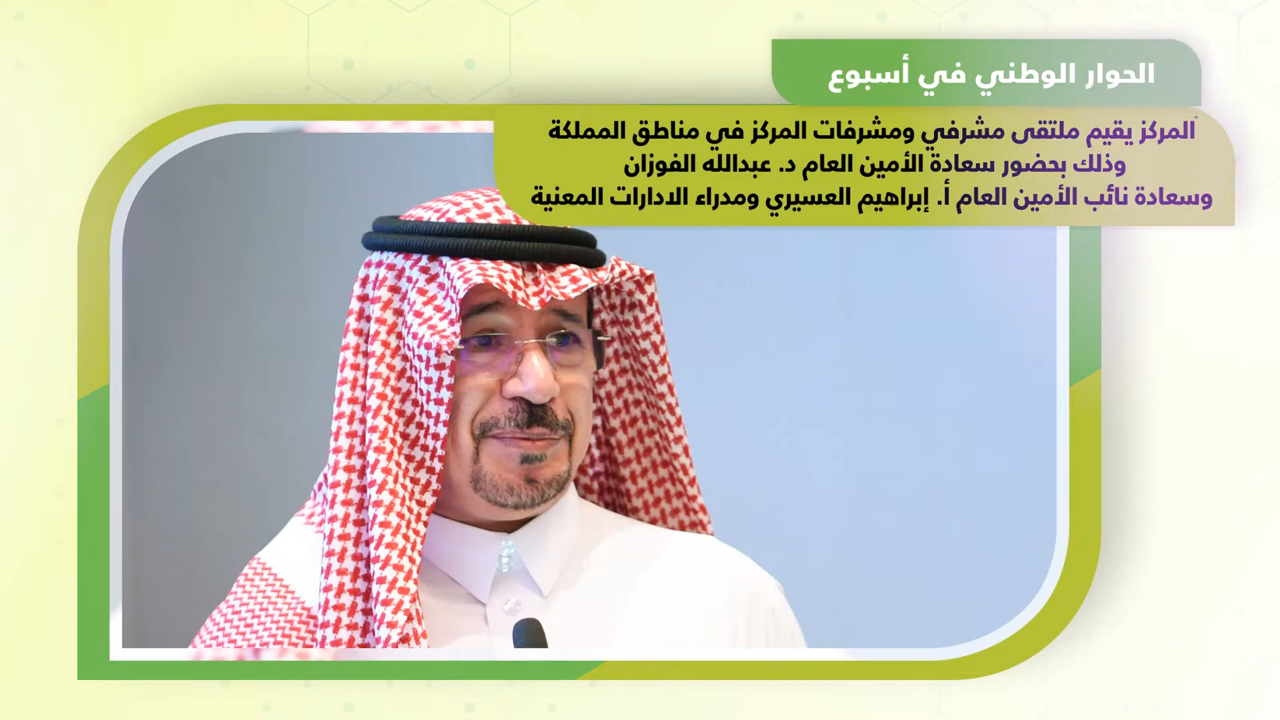 الحوار الوطني في أسبوع
المركز يقيم ملتقى مشرفي ومشرفات المركز في مناطق المملكة
وذلك بحضور سعادة الأمين العام د. عبدالله الفوزان
وسعادة نائب الأمين العام أ. إبراهيم العسيري ومدراء الادارات المعنية